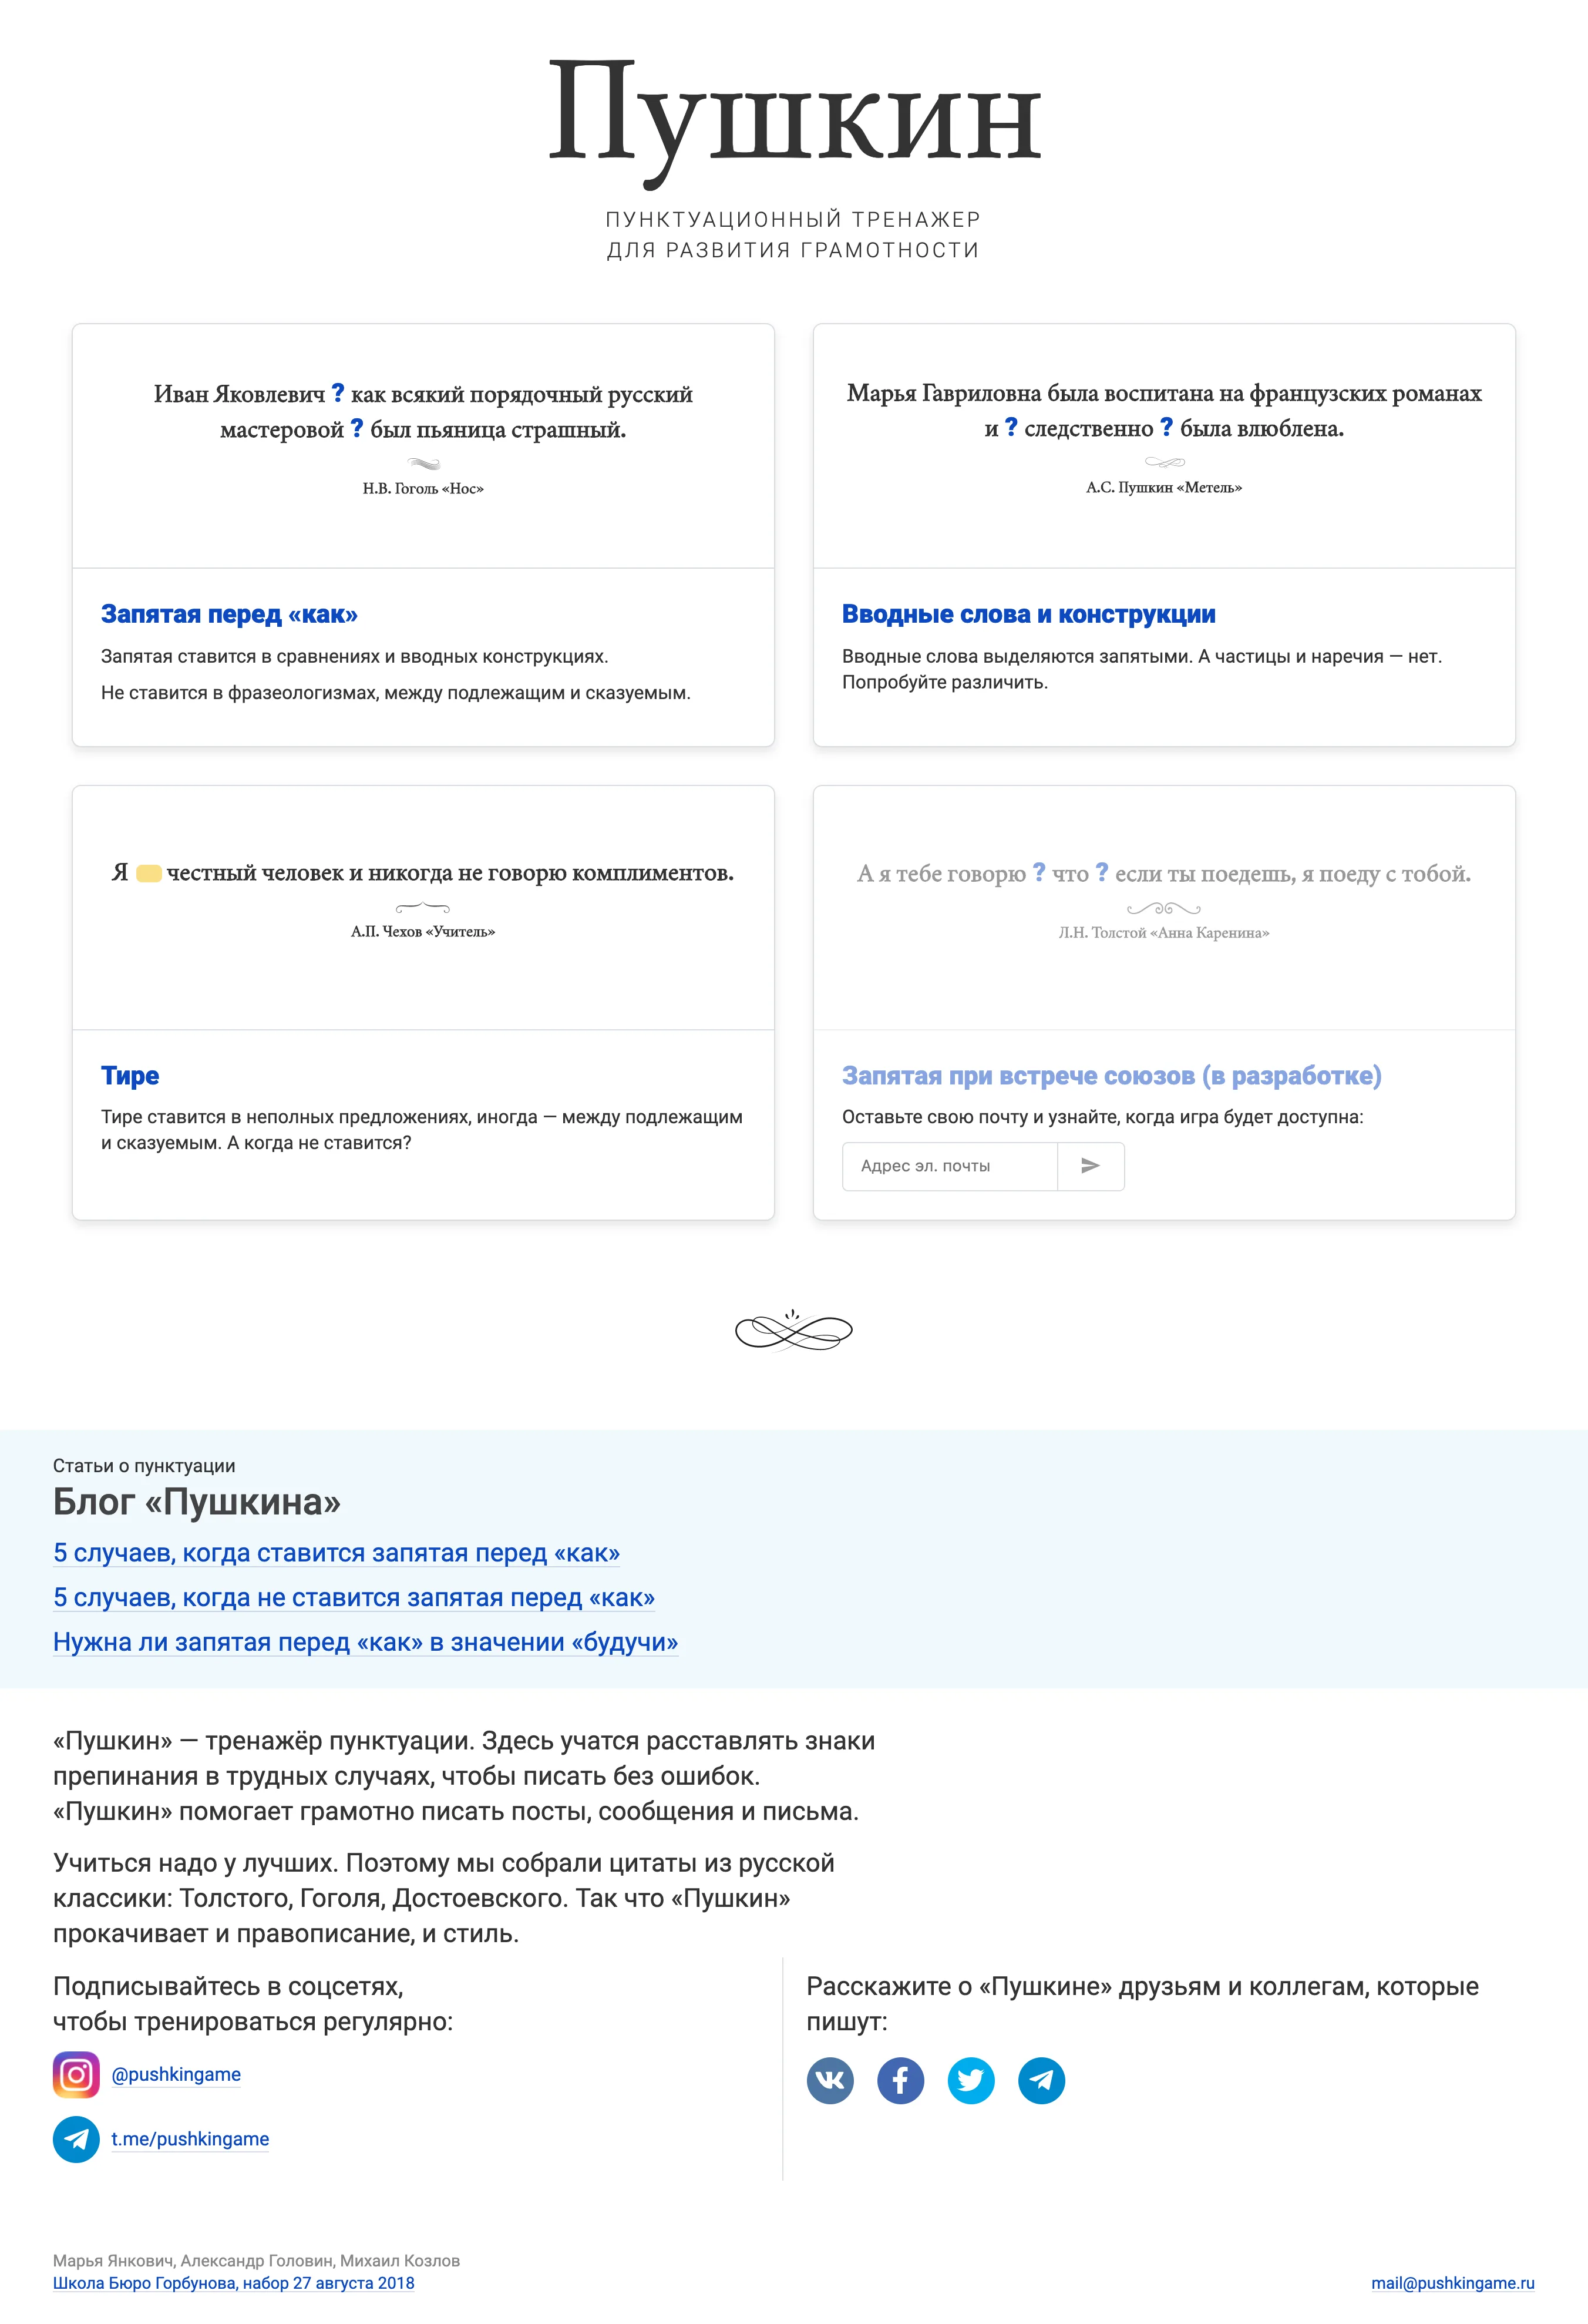 Пушкин
ПУНКТУАЦИОННЫЙ ТРЕНАЖЕР
ДЛЯ РАЗВИТИЯ ГРАМОТНОСТИ
Иван Яковлевич ? как всякий порядочный русский
мастеровой ? был пьяница страшный.
Н.В. Гоголь «Нос»
Запятая перед «как»
Запятая ставится в сравнениях и вводных конструкциях.
Не ставится в фразеологизмах, между подлежащим и сказуемым.
Марья Гавриловна была воспитана на французских романах
и ? следственно ? была влюблена.
А.С. Пушкин «Метель»
Вводные слова и конструкции
Вводные слова выделяются запятыми. А частицы и наречия — нет.
Попробуйте различить.
Я честный человек и никогда не говорю комплиментов.
А.П. Чехов «Учитель»
Тире
Тире ставится в неполных предложениях, иногда — между подлежащим
и сказуемым. А когда не ставится?
А я тебе говорю ? что ? если ты поедешь, я поеду с тобой.
Л.Н. Толстой «Анна Каренина»
Запятая при встрече союзов (в разработке)
Оставьте свою почту и узнайте, когда игра будет доступна:
Адрес эл. почты
Статьи о пунктуации
Блог «Пушкина»
5 случаев, когда ставится запятая перед «как»
5 случаев, когда не ставится запятая перед «как»
Нужна ли запятая перед «как» в значении «будучи»
«Пушкин» — тренажёр пунктуации. Здесь учатся расставлять знаки
препинания в трудных случаях, чтобы писать без ошибок.
«Пушкин» помогает грамотно писать посты, сообщения и письма.
Учиться надо у лучших. Поэтому мы собрали цитаты из русской
классики: Толстого, Гоголя, Достоевского. Так что «Пушкин»
прокачивает и правописание, и стиль.
Подписывайтесь в соцсетях,
чтобы тренироваться регулярно:
@pushkingame
t.me/pushkingame
Расскажите о «Пушкине» друзьям и коллегам, которые
пишут:
Марья Янкович, Александр Головин, Михаил Козлов
Школа Бюро Горбунова, набор 27 августа 2018
mail@pushkingame.ru